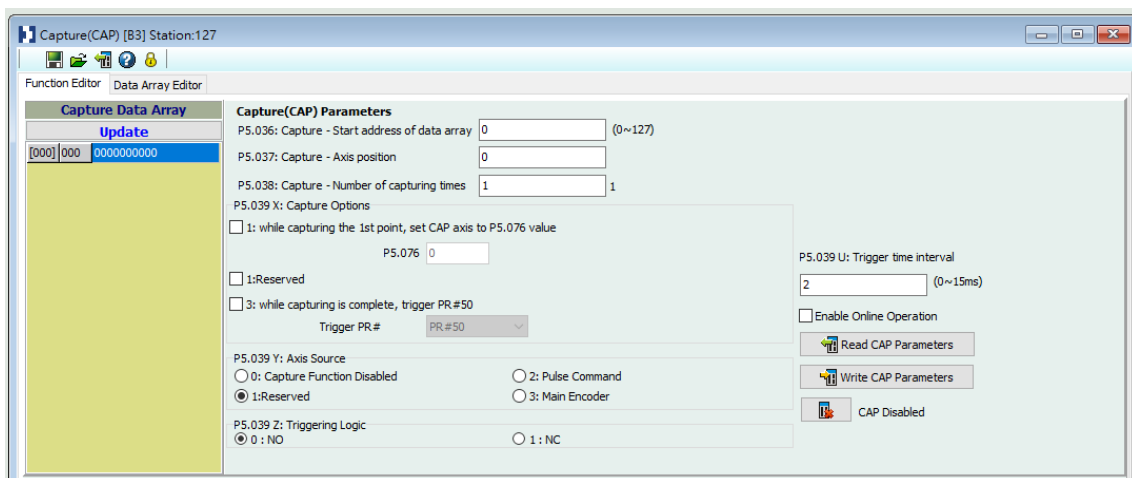 Capture(CAP) [B3] Station:127
Function Editor Data Array Editor
Capture Data Array
Update
[000] 000 0000000000
Capture(CAP) Parameters
P5.036: Capture - Start address of data array 0 (0~127)
P5.037: Capture - Axis position 0
P5.038: Capture - Number of capturing times 1 1
P5.039 X: Capture Options
1: while capturing the 1st point, set CAP axis to P5.076 value
P5.076 0
1:Reserved
3: while capturing is complete, trigger PR#50
Trigger PR# PR#50
P5.039 Y: Axis Source
0: Capture Function Disabled 2: Pulse Command
1:Reserved 3: Main Encoder
P5.039 Z: Triggering Logic
0 : NO 1 : NC
P5.039 U: Trigger time interval
2 (0~15ms)
Enable Online Operation
Read CAP Parameters
Write CAP Parameters
CAP Disabled